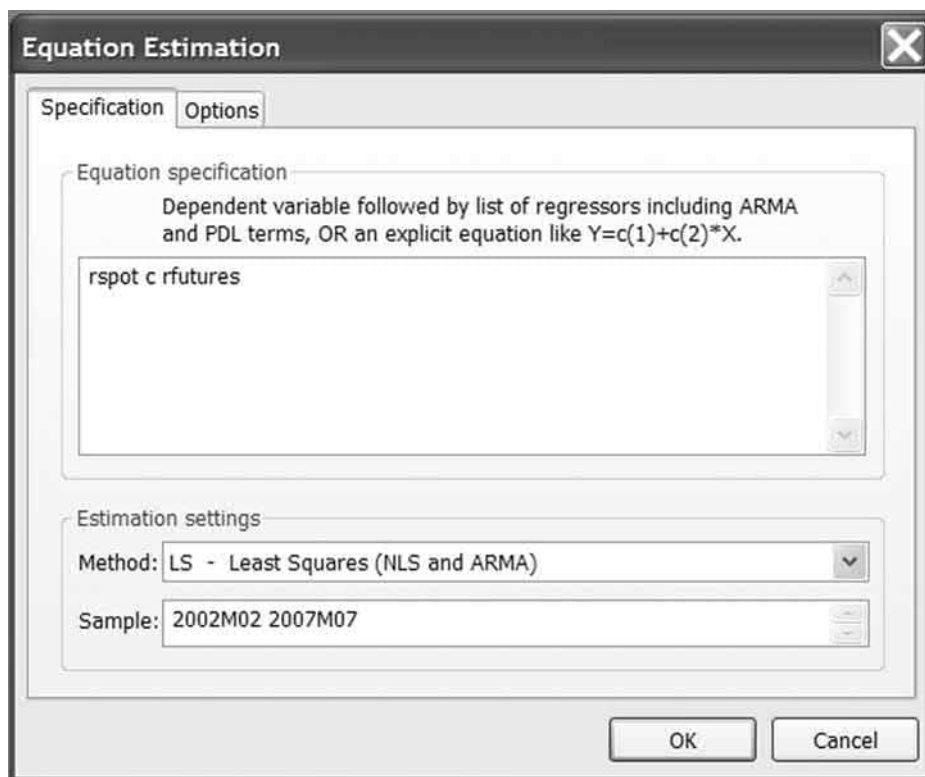 Equation Estimation
Specification Options
Equation specification
Dependent variable followed by list of regressors including ARMA
and PDL terms, OR an explicit equation like Y=c(1)+c(2)*X.
rspot c rfutures
Estimation settings
Method: LS - Least Squares (NLS and ARMA)
Sample: 2002M02 2007M07
OK Cancel